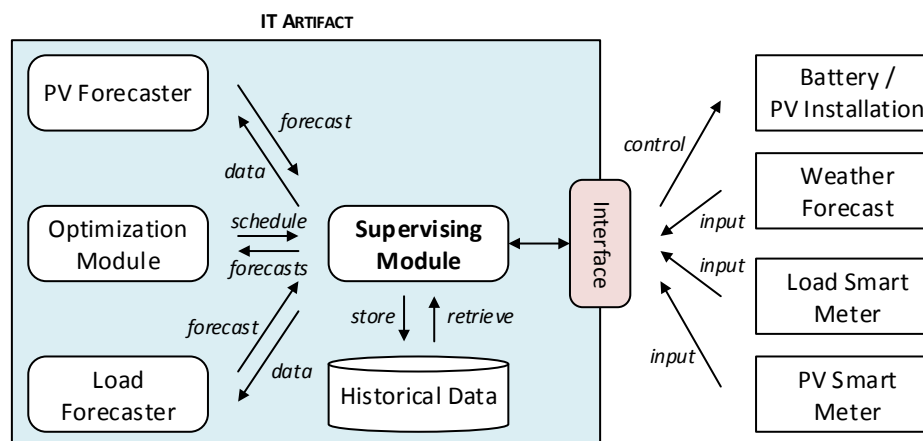 IT ARTIFACT
PV Forecaster
forecast
data
Optimization
Module
schedule
forecasts
Supervising
Module
forecast
data
Load
Forecaster
store
retrieve
Historical Data
Interface
control
input
input
input
Battery /
PV Installation
Weather
Forecast
Load Smart
Meter
PV Smart
Meter